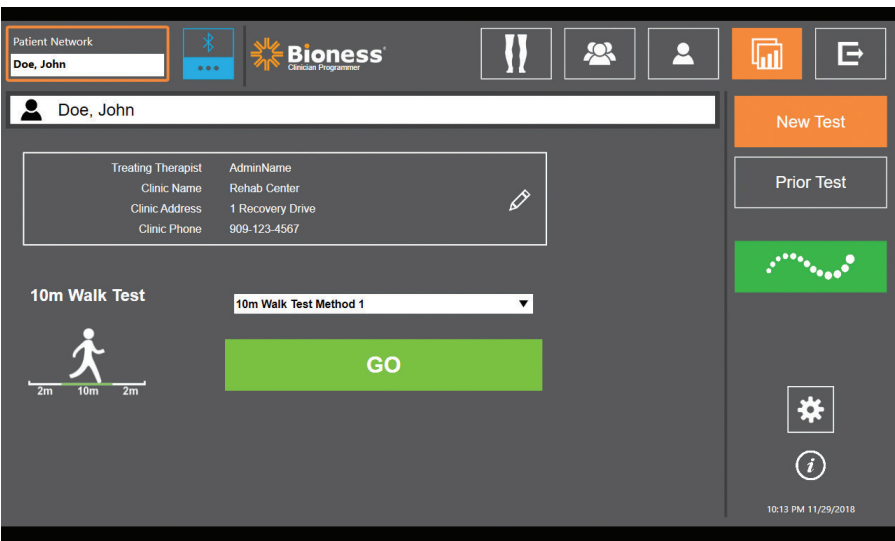 Patient Network
Doe, John
Bioness
Clinician Programmer
Doe, John
New Test
Prior Test
Treating Therapist AdminName
Clinic Name Rehab Center
Clinic Address 1 Recovery Drive
Clinic Phone 909-123-4567
10m Walk Test
10m Walk Test Method 1
GO
2m 10m 2m
i
10:13 PM 11/29/2018